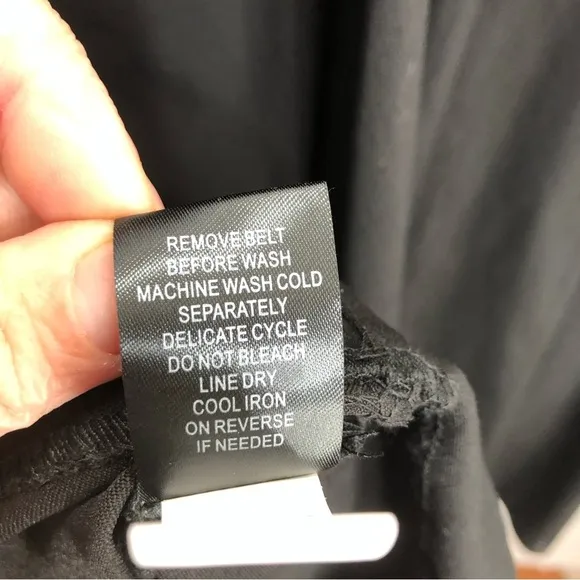 REMOVE BELT
BEFORE WASH
MACHINE WASH COLD
SEPARATELY
DELICATE CYCLE
DO NOT BLEACH
LINE DRY
COOL IRON
ON REVERSE
IF NEEDED